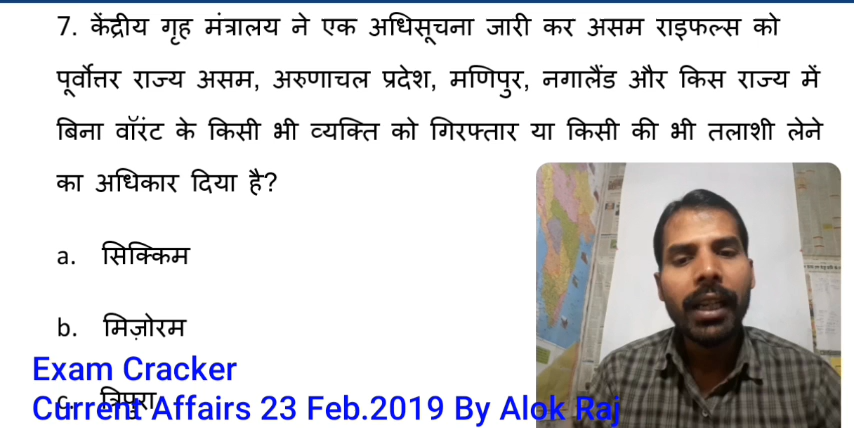 7. केंद्रीय गृह मंत्रालय ने एक अधिसूचना जारी कर असम राइफल्स को
पूर्वोत्तर राज्य असम, अरुणाचल प्रदेश, मणिपुर, नगालैंड और किस राज्य में
बिना वॉरंट के किसी भी व्यक्ति को गिरफ्तार या किसी की भी तलाशी लेने
का अधिकार दिया है?
a. सिक्किम
b. मिज़ोरम
Exam Cracker
c. त्रिपुरा
Current Affairs 23 Feb.2019 By Alok Raj